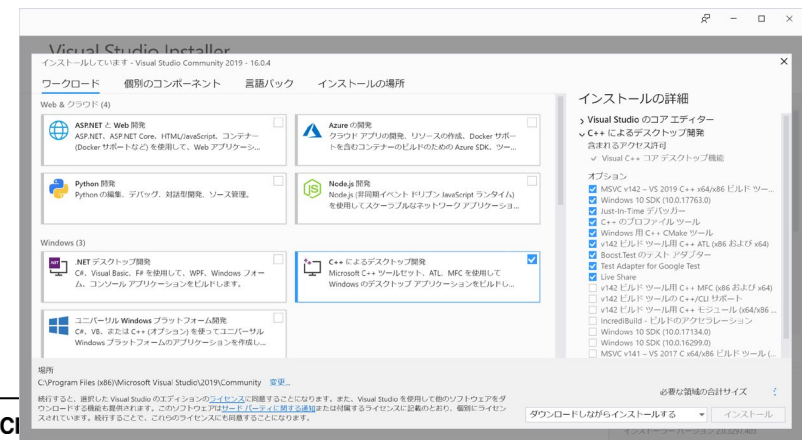 Visual Studio Installer
インストールしています - Visual Studio Community 2019 - 16.0.4
ワークロード 個別のコンポーネント 言語パック インストールの場所
Web & クラウド (4)
ASP.NET と Web 開発
ASP.NET、ASP.NET Core、HTML/JavaScript、コンテナー
(Docker サポートなど) を使用して、Web アプリケーシ...
Azure の開発
クラウド アプリの開発、リソースの作成、Docker サポー
トを含むコンテナーのビルドのための Azure SDK、ツー...
Python 開発
Python の編集、デバッグ、対話型開発、ソース管理。
Node.js 開発
Node.js (非同期イベント ドリブン JavaScript ランタイム)
を使用してスケーラブルなネットワーク アプリケーショ...
Windows (3)
.NET デスクトップ開発
C#、Visual Basic、F# を使用して、WPF、Windows フォー
ム、コンソール アプリケーションをビルドします。
C++ によるデスクトップ開発
Microsoft C++ ツールセット、ATL、MFC を使用して
Windows のデスクトップ アプリケーションをビルドし...
ユニバーサル Windows プラットフォーム開発
C#、VB、または C++ (オプション) を使ってユニバーサル
Windows プラットフォームのアプリケーションを作成し...
インストールの詳細
Visual Studio のコア エディター
C++ によるデスクトップ開発
含まれるアクセス許可
Visual C++ コア デスクトップ機能
オプション
MSVC v142 – VS 2019 C++ x64/x86 ビルド ツー...
Windows 10 SDK (10.0.17763.0)
Just-In-Time デバッガー
C++ のプロファイル ツール
Windows 用 C++ CMake ツール
v142 ビルド ツール用 C++ ATL (x86 および x64)
Boost.Test のテスト アダプター
Test Adapter for Google Test
Live Share
v142 ビルド ツール用 C++ MFC (x86 および x64)
v142 ビルド ツールの C++/CLI サポート
v142 ビルド ツール用 C++ モジュール (x64/x86 ...
IncrediBuild – ビルドのアクセラレーション
Windows 10 SDK (10.0.17134.0)
Windows 10 SDK (10.0.16299.0)
MSVC v141 – VS 2017 C x64/x86 ビルド ツール (...
場所
C:\Program Files (x86)\Microsoft Visual Studio\2019\Community 変更...
続行すると、選択した Visual Studio のエディションのライセンスに同意することになります。また、Visual Studio を使用して他のソフトウェアをダ
ウンロードする機能も提供されます。このソフトウェアはサード パーティに関する通知または付属するライセンスに記載のとおり、個別にライセン
スされています。続行することで、これらのライセンスにも同意することになります。
必要な領域の合計サイズ
ダウンロードしながらインストールする インストール
インストーラー バージョン 2.0.3297.403